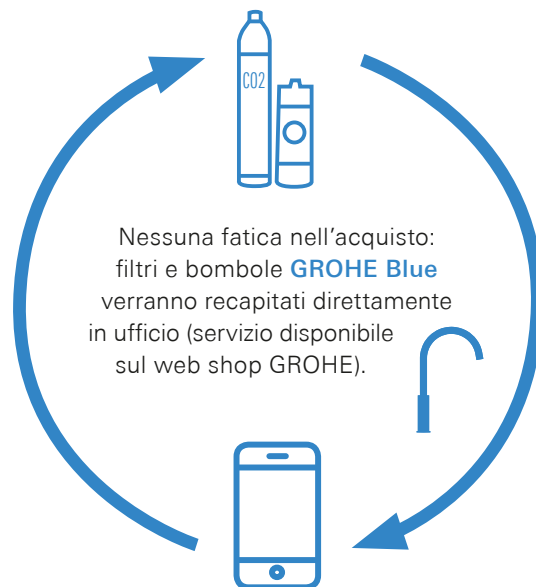 CO2
Nessuna fatica nell’acquisto:
filtri e bombole GROHE Blue
verranno recapitati direttamente
in ufficio (servizio disponibile
sul web shop GROHE).